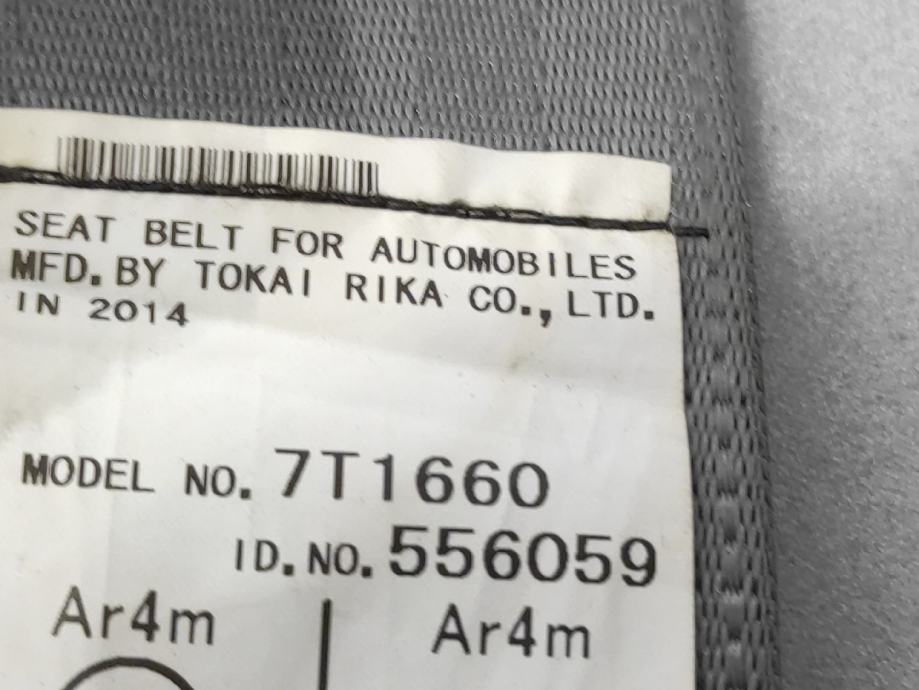 SEAT BELT FOR AUTOMOBILES
MFD. BY TOKAI RIKA CO., LTD.
IN 2014
MODEL NO. 7T1660
ID. NO. 556059
Ar4m Ar4m